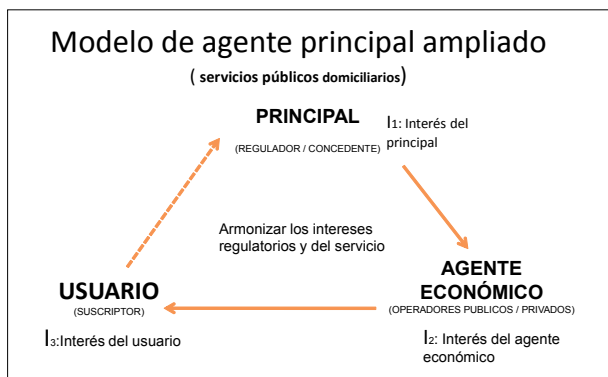 Modelo de agente principal ampliado
( servicios públicos domiciliarios)
PRINCIPAL
(REGULADOR / CONCEDENTE)
I1: Interés del
principal
Armonizar los intereses
regulatorios y del servicio
USUARIO
(SUSCRIPTOR)
I3:Interés del usuario
AGENTE
ECONÓMICO
(OPERADORES PUBLICOS / PRIVADOS)
I2: Interés del agente
económico